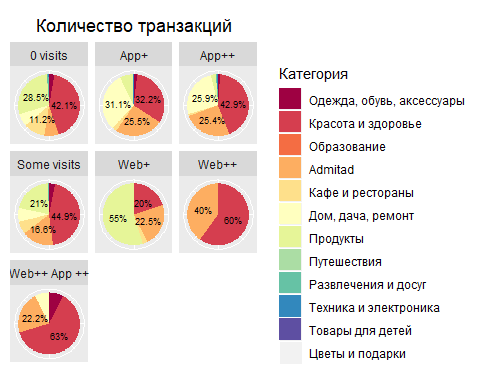 Количество транзакций
0 visits
App+
App++
28.5%
42.1%
11.2%
31.1%
32.2%
25.5%
25.9%
42.9%
25.4%
Some visits
Web+
Web++
21%
44.9%
16.6%
20%
55%
22.5%
40%
60%
Web++ App ++
22.2%
63%
Категория
Одежда, обувь, аксессуары
Красота и здоровье
Образование
Admitad
Кафе и рестораны
Дом, дача, ремонт
Продукты
Путешествия
Развлечения и досуг
Техника и электроника
Товары для детей
Цветы и подарки